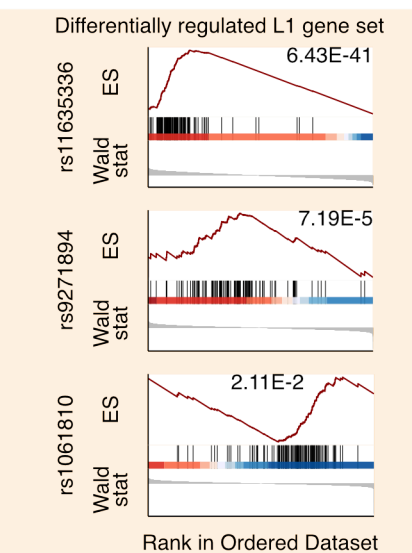 Differentially regulated L1 gene set
6.43E-41
rs11635336
ES
Wald
stat
7.19E-5
rs9271894
ES
Wald
stat
2.11E-2
rs1061810
ES
Wald
stat
Rank in Ordered Dataset